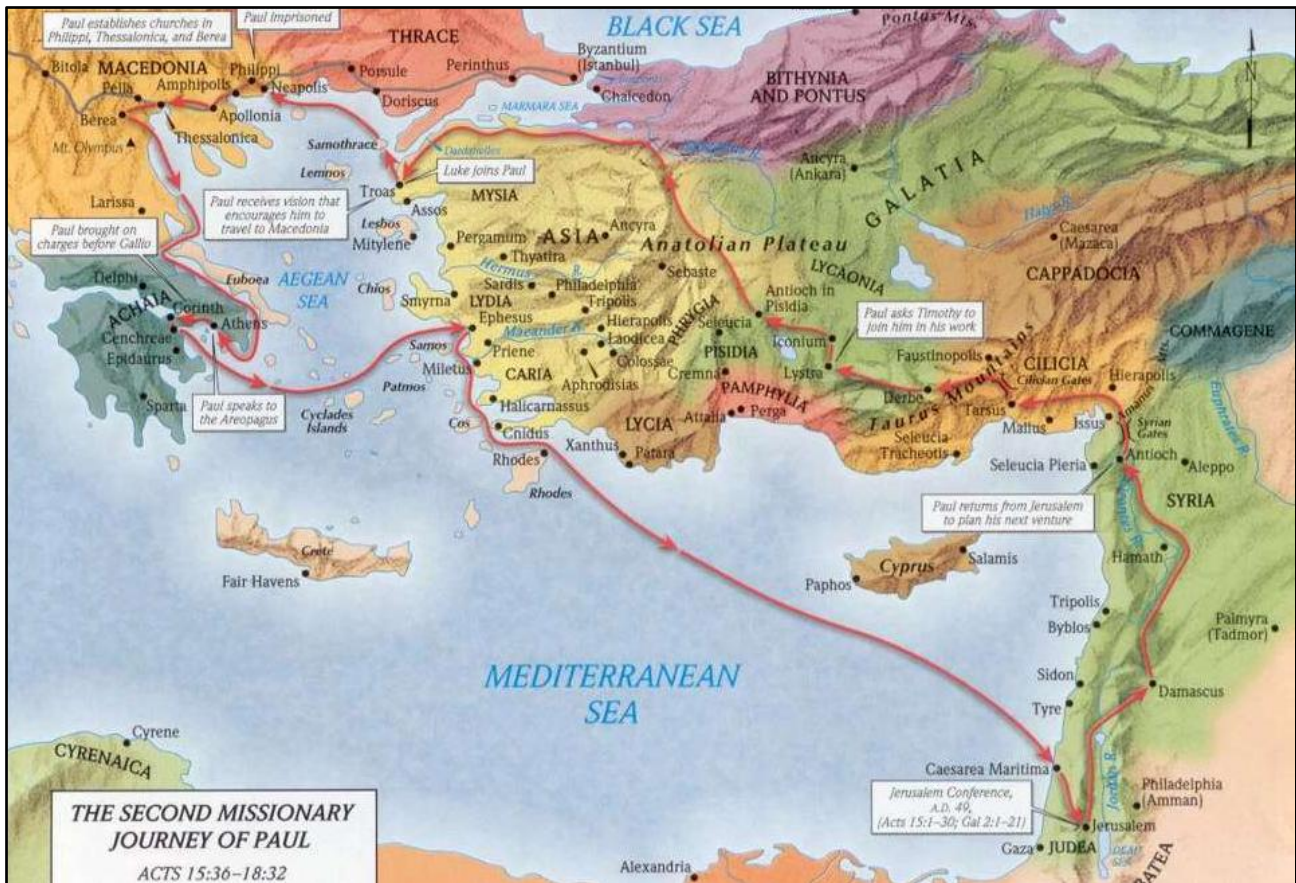 Paul establishes churches in
Philippi, Thessalonica, and Berea
Paul imprisoned
BLACK SEA
Pontus Mts.
THRACE
Byzantium
(Istanbul)
Bitola
MACEDONIA
Philippi
Porsule
Perinthus
BITHYNIA
AND PONTUS
N
Pella
Amphipolis
Neapolis
Doriscus
Chalcedon
MARMARA SEA
Berea
Apollonia
Thessalonica
Mt. Olympus
Samothrace
Dardanelles
Ancyra
(Ankara)
GALATIA
Lemnos
Luke joins Paul
Troas
MYSIA
Paul receives vision that
encourages him to
travel to Macedonia
Assos
Larissa
Lesbos
Mitylene
Halys R.
Paul brought on
charges before Gallio
Pergamum
ASIA
Ancyra
Anatolian Plateau
Caesarea
(Mazaca)
Thyatira
Sebaste
LYCAONIA
CAPPADOCIA
Delphi
Euboea
AEGEAN
SEA
Hermus R.
Sardis
Philadelphia
Chios
Smyrna
LYDIA
Tripolis
Antioch in
Pisidia
ACHAIA
Corinth
Athens
Ephesus
Hierapolis
PHRYGIA
Seleucia
Paul asks Timothy to
join him in his work
COMMAGENE
Cenchreae
Maeander R.
Laodicea
Iconium
Epidaurus
Samos
Priene
Colossae
PISIDIA
Lystra
Faustinopolis
CILICIA
Cilician Gates
Hierapolis
Miletus
CARIA
Aphrodisias
Cremna
Derbe
Taurus Mountains
Tarsus
Amanus Mts.
Euphrates R.
Patmos
PAMPHYLIA
Sparta
Paul speaks to
the Areopagus
Cyclades
Islands
Halicarnassus
LYCIA
Attalia
Perga
Mallus
Issus
Syrian
Gates
Cos
Cnidus
Xanthus
Patara
Seleucia
Tracheotis
Seleucia Pieria
Antioch
Aleppo
Rhodes
Rhodes
Paul returns from Jerusalem
to plan his next venture
Orontes R.
SYRIA
Crete
Cyprus
Salamis
Hamath
Fair Havens
Paphos
Tripolis
Byblos
Palmyra
(Tadmor)
MEDITERRANEAN
SEA
Sidon
Damascus
Tyre
Cyrene
CYRENAICA
Caesarea Maritima
Jordan R.
Philadelphia
(Amman)
Jerusalem Conference,
A.D. 49,
(Acts 15:1–30; Gal 2:1–21)
Jerusalem
THE SECOND MISSIONARY
JOURNEY OF PAUL
ACTS 15:36–18:32
Gaza
JUDEA
DEAD
SEA
Alexandria